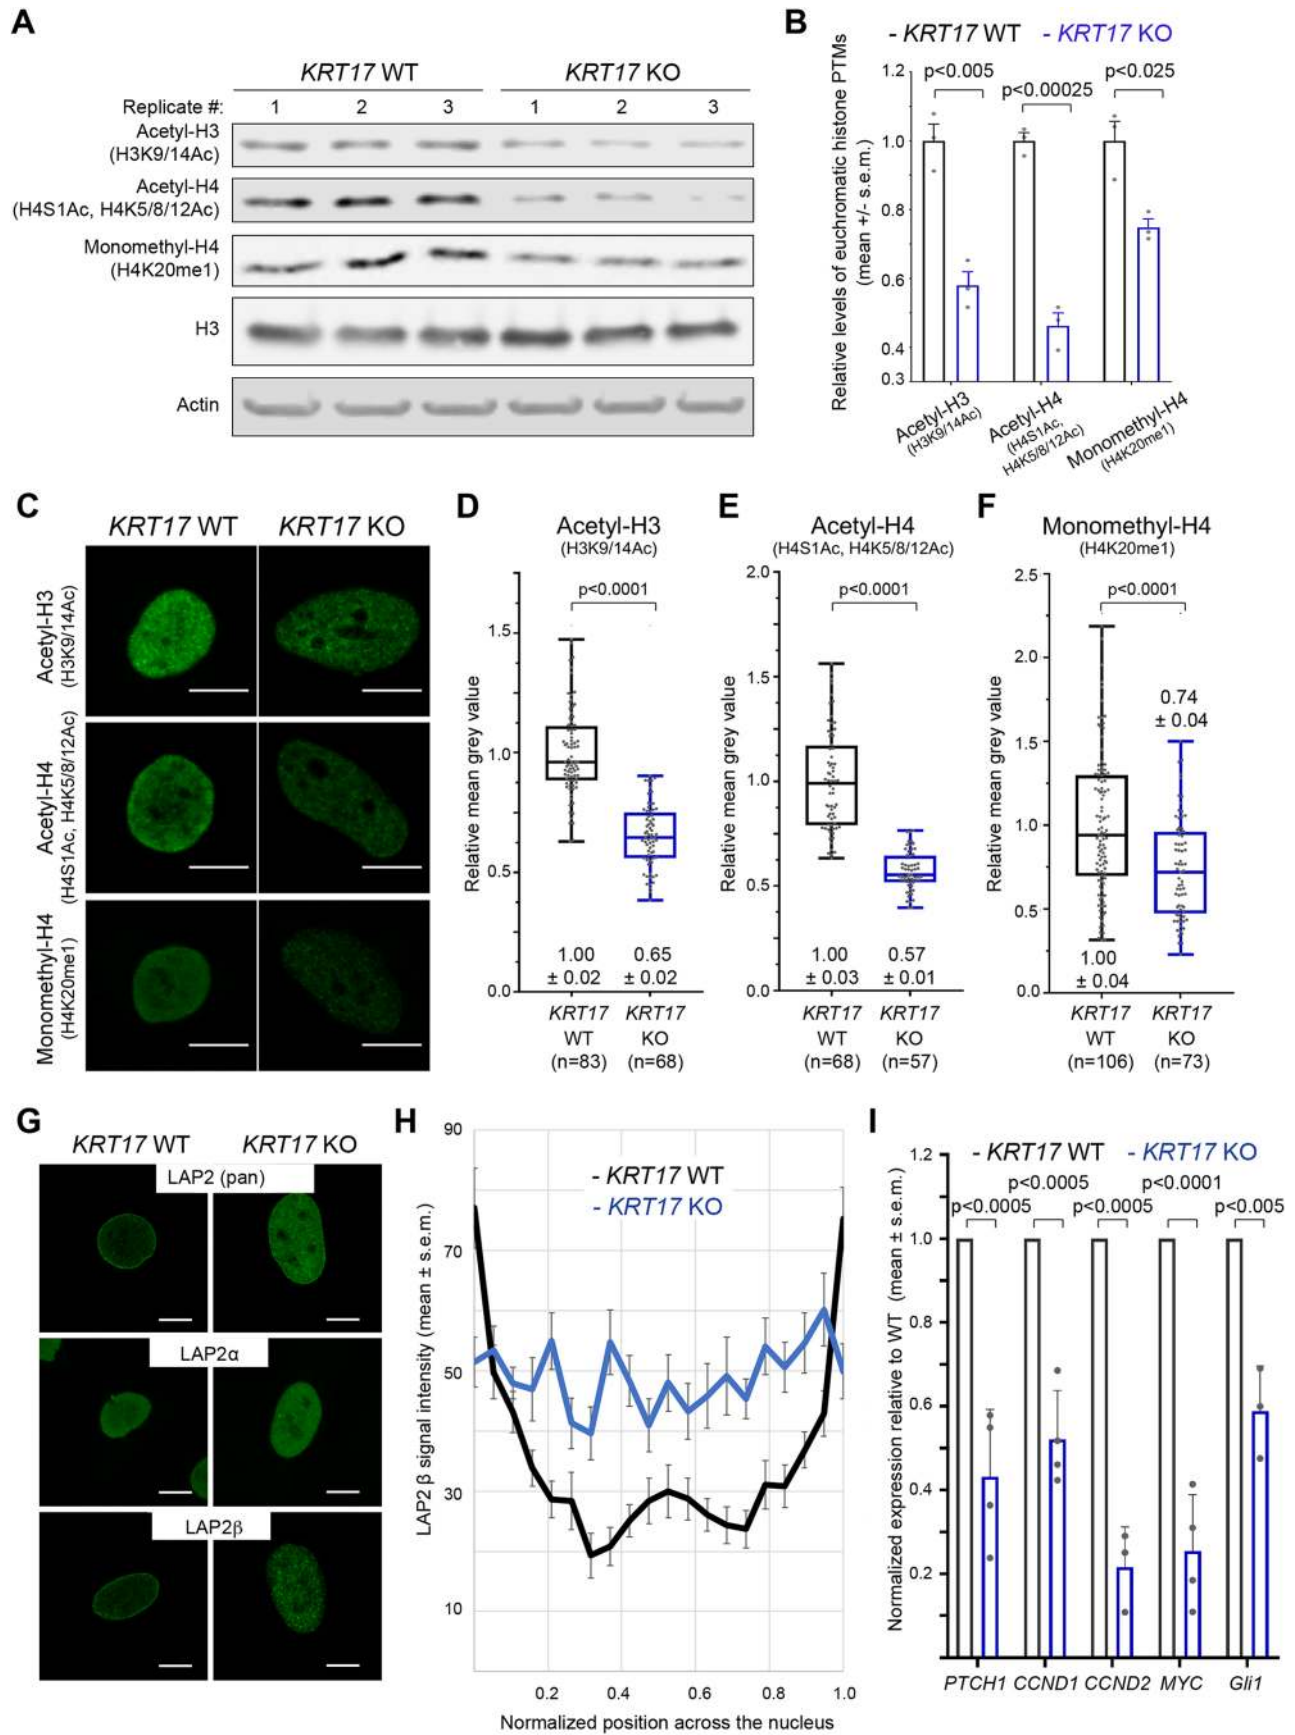 A
KRT17 WT
KRT17 KO
Replicate #:
1 2 3 1 2 3
Acetyl-H3
(H3K9/14Ac)
Acetyl-H4
(H4S1Ac, H4K5/8/12Ac)
Monomethyl-H4
(H4K20me1)
H3
Actin
B
- KRT17 WT - KRT17 KO
Relative levels of euchromatic histone PTMs
(mean +/- s.e.m.)
1.2
1.0
0.8
0.6
0.4
0.3
p<0.005
p<0.00025
p<0.025
Acetyl-H3
(H3K9/14Ac)
Acetyl-H4
(H4S1Ac,
H4K5/8/12Ac)
Monomethyl-H4
(H4K20me1)
C
KRT17 WT KRT17 KO
Acetyl-H3
(H3K9/14Ac)
Acetyl-H4
(H4S1Ac, H4K5/8/12Ac)
Monomethyl-H4
(H4K20me1)
D
Acetyl-H3
(H3K9/14Ac)
p<0.0001
Relative mean grey value
1.5
1.0
0.5
0.0
1.00
± 0.02
0.65
± 0.02
KRT17
WT
(n=83)
KRT17
KO
(n=68)
E
Acetyl-H4
(H4S1Ac, H4K5/8/12Ac)
p<0.0001
Relative mean grey value
2.0
1.5
1.0
0.5
0.0
1.00
± 0.03
0.57
± 0.01
KRT17
WT
(n=68)
KRT17
KO
(n=57)
F
Monomethyl-H4
(H4K20me1)
p<0.0001
Relative mean grey value
2.5
2.0
1.5
1.0
0.5
0.0
0.74
± 0.04
1.00
± 0.04
KRT17
WT
(n=106)
KRT17
KO
(n=73)
G
KRT17 WT KRT17 KO
LAP2 (pan)
LAP2α
LAP2β
H
LAP2 β signal intensity (mean ± s.e.m.)
90
70
50
30
10
- KRT17 WT
- KRT17 KO
0.2 0.4 0.6 0.8 1.0
Normalized position across the nucleus
I
- KRT17 WT - KRT17 KO
Normalized expression relative to WT (mean ± s.e.m.)
1.2
1.0
0.8
0.6
0.4
0.2
p<0.0005
p<0.0005
p<0.0005
p<0.0001
p<0.005
PTCH1 CCND1 CCND2 MYC Gli1